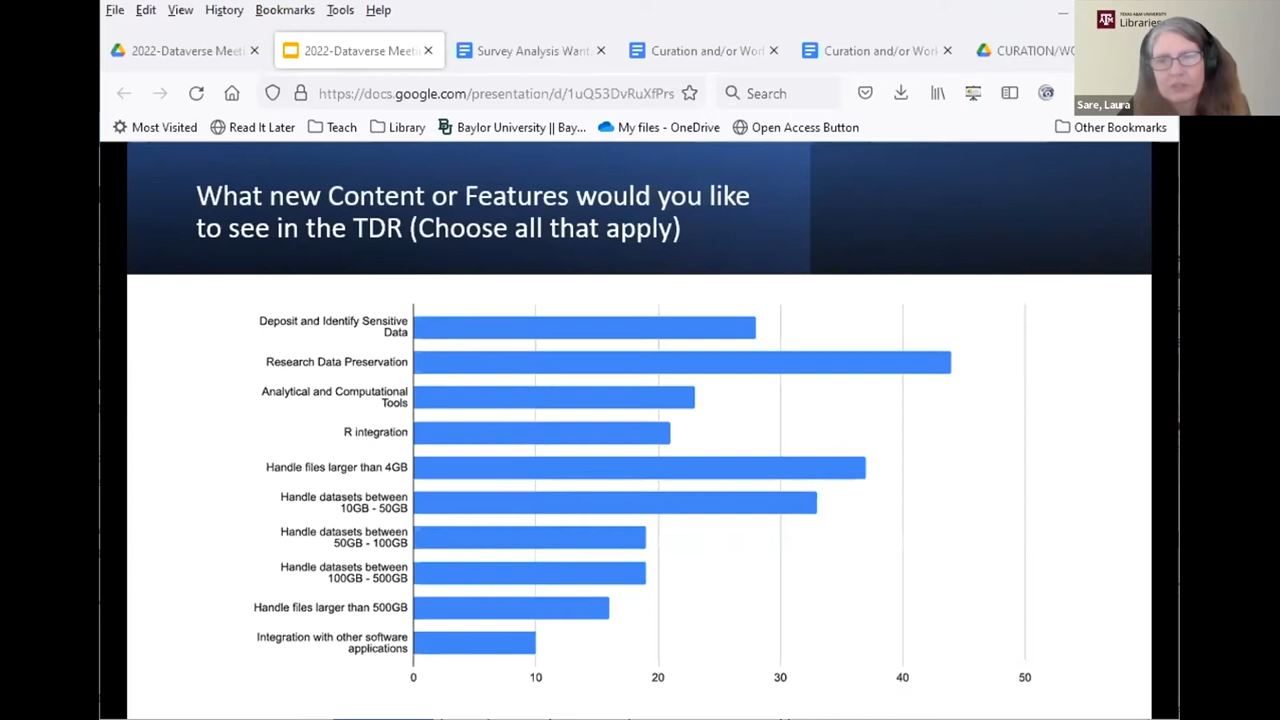 File Edit View History Bookmarks Tools Help
TEXAS A&M UNIVERSITY
Libraries
2022-Dataverse Meeti
2022-Dataverse Meeti
Survey Analysis Want
Curation and/or Work
Curation and/or Work
CURATION/WO
https://docs.google.com/presentation/d/1uQ53DvRuXfPrs
Search
Sare, Laura
Most Visited Read It Later Teach Library Baylor University || Bay... My files - OneDrive Open Access Button Other Bookmarks
What new Content or Features would you like
to see in the TDR (Choose all that apply)
Deposit and Identify Sensitive
Data
Research Data Preservation
Analytical and Computational
Tools
R integration
Handle files larger than 4GB
Handle datasets between
10GB - 50GB
Handle datasets between
50GB - 100GB
Handle datasets between
100GB - 500GB
Handle files larger than 500GB
Integration with other software
applications
0 10 20 30 40 50